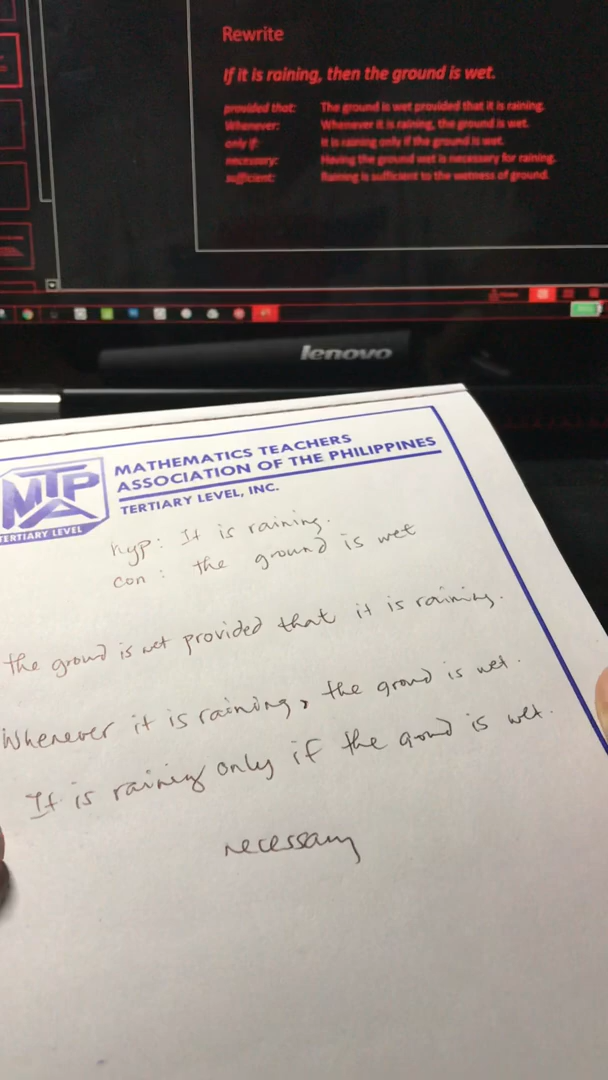 Rewrite
If it is raining, then the ground is wet.
provided that: The ground is wet provided that it is raining.
Whenever: Whenever it is raining, the ground is wet.
only if: It is raining only if the ground is wet.
necessary: Having the ground wet is necessary for raining.
sufficient: Raining is sufficient to the wetness of ground.
lenovo
MTAP
TERTIARY LEVEL
MATHEMATICS TEACHERS
ASSOCIATION OF THE PHILIPPINES
TERTIARY LEVEL, INC.
hyp: It is raining.
con: the ground is wet
the ground is wet provided that it is raining.
Whenever it is raining, the ground is wet.
It is raining only if the ground is wet.
necessary